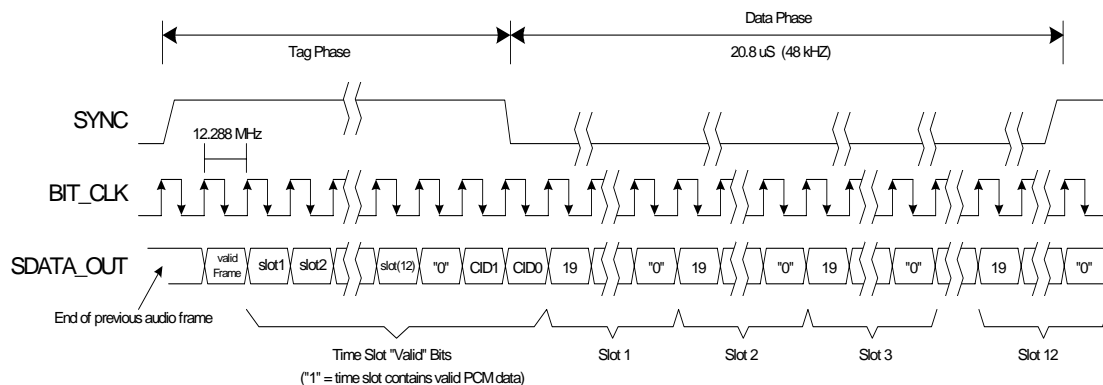 Data Phase
Tag Phase
20.8 uS (48 kHZ)
SYNC
12.288 MHz
BIT_CLK
SDATA_OUT
valid Frame
slot1
slot2
slot(12)
"0"
CID1
CID0
19
"0"
19
"0"
19
"0"
19
"0"
End of previous audio frame
Time Slot "Valid" Bits
("1" = time slot contains valid PCM data)
Slot 1
Slot 2
Slot 3
Slot 12